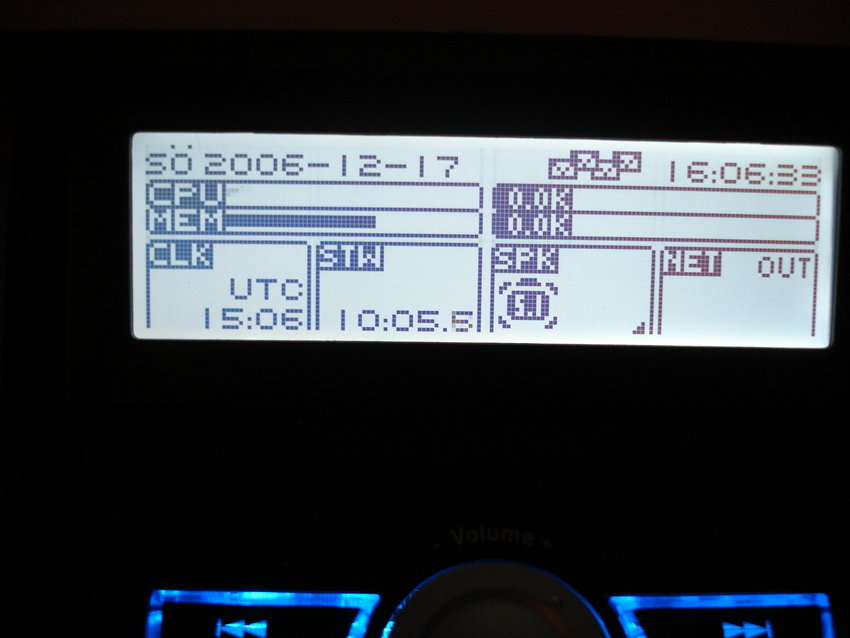 SÖ 2006-12-17 16:06:33
CPU 0.0K
MEM 0.0K
CLK STW SPK NET OUT
UTC
15:06 10:05.6
- Volume +